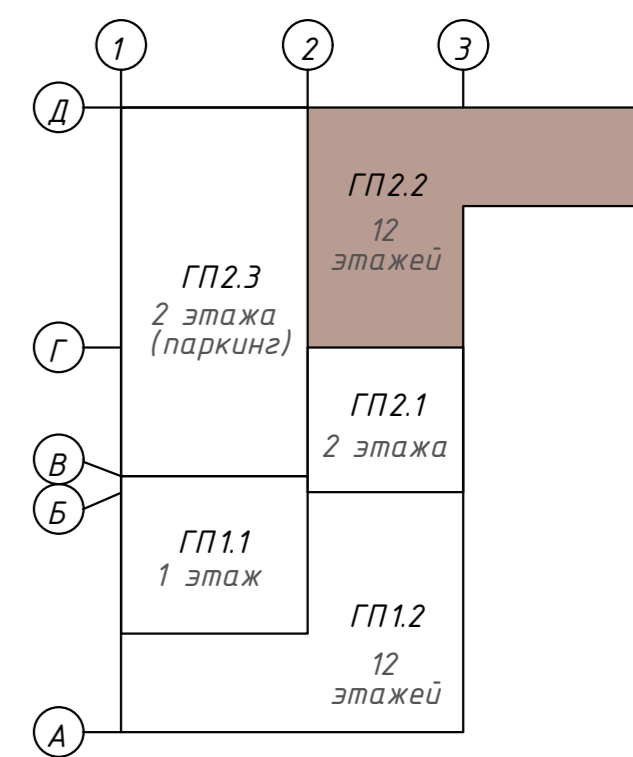 1
2
3
Д
ГП2.2
12
этажей
ГП2.3
2 этажа
(паркинг)
Г
ГП2.1
2 этажа
В
Б
ГП1.1
1 этаж
ГП1.2
12
этажей
А